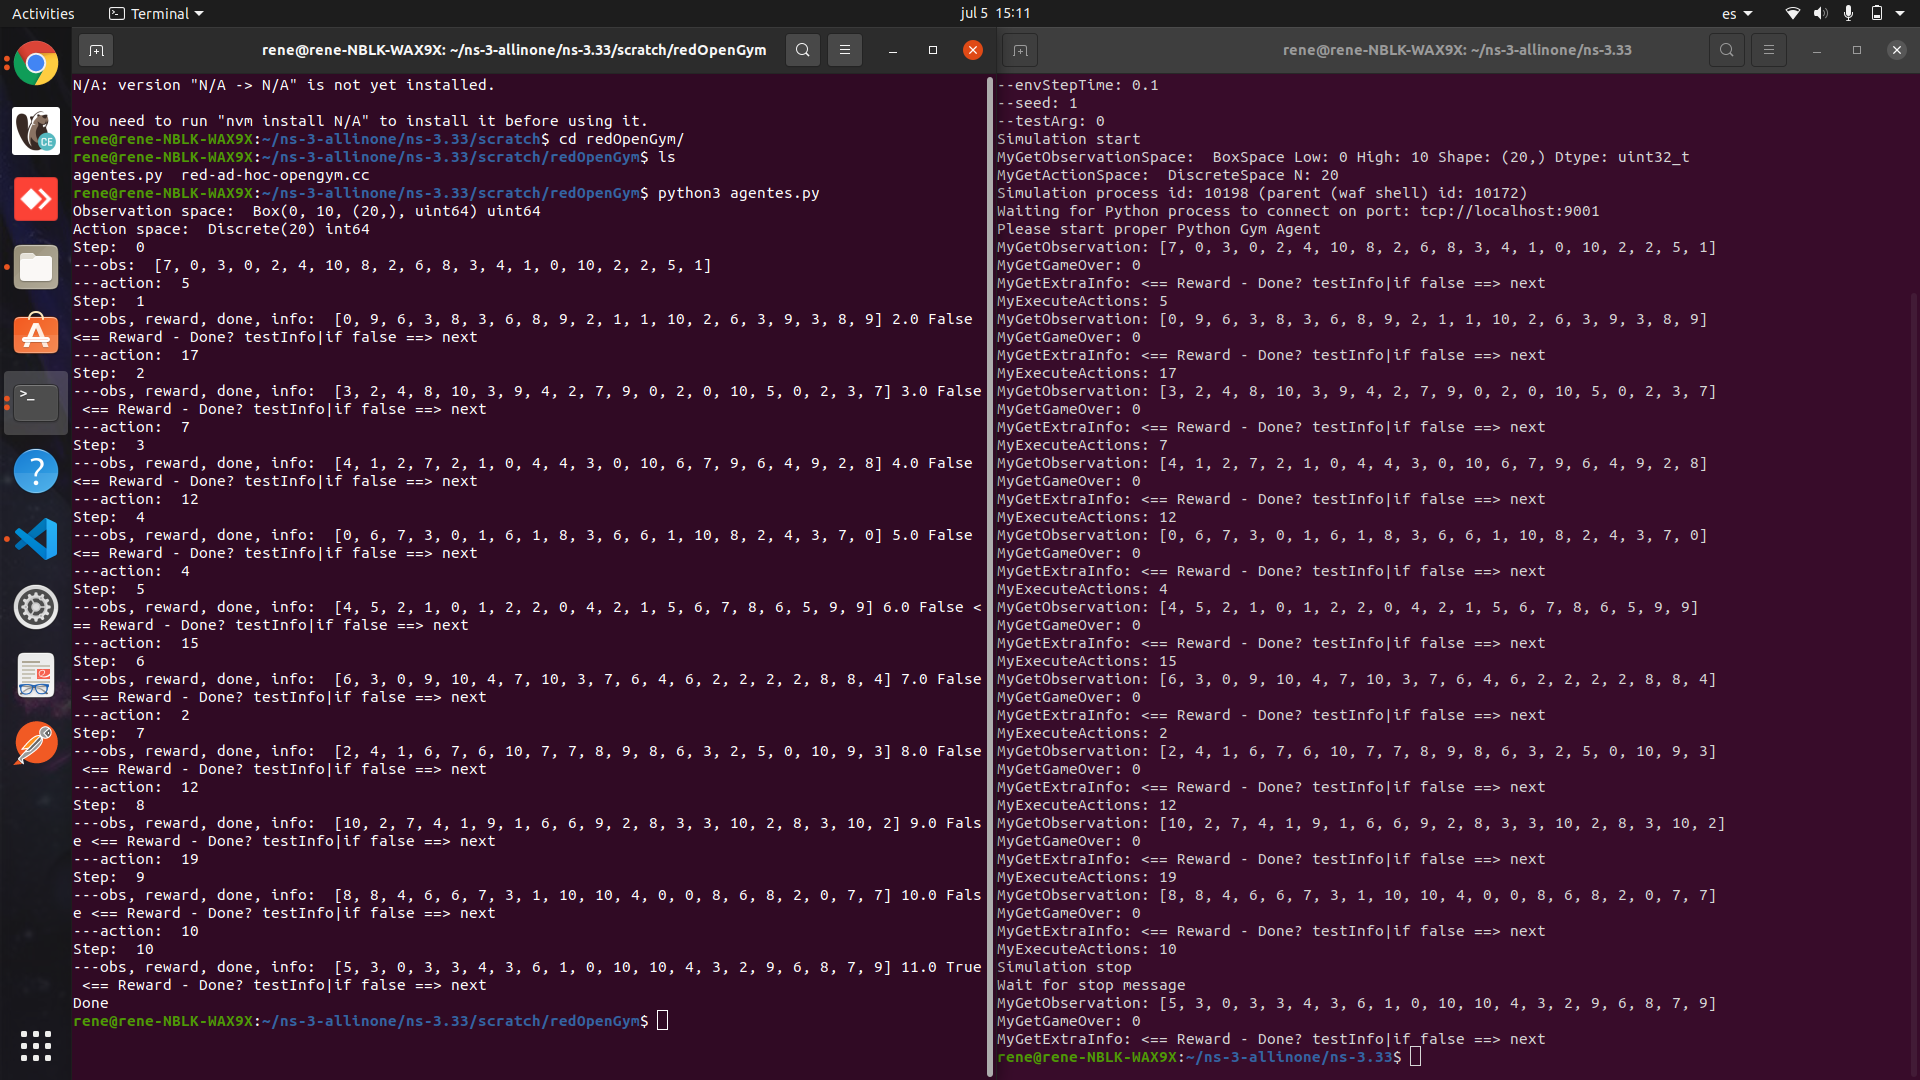 Activities
Terminal
jul 5 15:11
es
rene@rene-NBLK-WAX9X: ~/ns-3-allinone/ns-3.33/scratch/redOpenGym
N/A: version "N/A -> N/A" is not yet installed.
You need to run "nvm install N/A" to install it before using it.
rene@rene-NBLK-WAX9X:~/ns-3-allinone/ns-3.33/scratch$ cd redOpenGym/
rene@rene-NBLK-WAX9X:~/ns-3-allinone/ns-3.33/scratch/redOpenGym$ ls
agentes.py  red-ad-hoc-opengym.cc
rene@rene-NBLK-WAX9X:~/ns-3-allinone/ns-3.33/scratch/redOpenGym$ python3 agentes.py
Observation space:  Box(0, 10, (20,), uint64) uint64
Action space:  Discrete(20) int64
Step:  0
---obs:  [7, 0, 3, 0, 2, 4, 10, 8, 2, 6, 8, 3, 4, 1, 0, 10, 2, 2, 5, 1]
---action:  5
Step:  1
---obs, reward, done, info:  [0, 9, 6, 3, 8, 3, 6, 8, 9, 2, 1, 1, 10, 2, 6, 3, 9, 3, 8, 9] 2.0 False
<== Reward - Done? testInfo|if false ==> next
---action:  17
Step:  2
---obs, reward, done, info:  [3, 2, 4, 8, 10, 3, 9, 4, 2, 7, 9, 0, 2, 0, 10, 5, 0, 2, 3, 7] 3.0 False
 <== Reward - Done? testInfo|if false ==> next
---action:  7
Step:  3
---obs, reward, done, info:  [4, 1, 2, 7, 2, 1, 0, 4, 4, 3, 0, 10, 6, 7, 9, 6, 4, 9, 2, 8] 4.0 False
<== Reward - Done? testInfo|if false ==> next
---action:  12
Step:  4
---obs, reward, done, info:  [0, 6, 7, 3, 0, 1, 6, 1, 8, 3, 6, 6, 1, 10, 8, 2, 4, 3, 7, 0] 5.0 False
<== Reward - Done? testInfo|if false ==> next
---action:  4
Step:  5
---obs, reward, done, info:  [4, 5, 2, 1, 0, 1, 2, 2, 0, 4, 2, 1, 5, 6, 7, 8, 6, 5, 9, 9] 6.0 False <
== Reward - Done? testInfo|if false ==> next
---action:  15
Step:  6
---obs, reward, done, info:  [6, 3, 0, 9, 10, 4, 7, 10, 3, 7, 6, 4, 6, 2, 2, 2, 2, 8, 8, 4] 7.0 False
 <== Reward - Done? testInfo|if false ==> next
---action:  2
Step:  7
---obs, reward, done, info:  [2, 4, 1, 6, 7, 6, 10, 7, 7, 8, 9, 8, 6, 3, 2, 5, 0, 10, 9, 3] 8.0 False
 <== Reward - Done? testInfo|if false ==> next
---action:  12
Step:  8
---obs, reward, done, info:  [10, 2, 7, 4, 1, 9, 1, 6, 6, 9, 2, 8, 3, 3, 10, 2, 8, 3, 10, 2] 9.0 Fals
e <== Reward - Done? testInfo|if false ==> next
---action:  19
Step:  9
---obs, reward, done, info:  [8, 8, 4, 6, 6, 7, 3, 1, 10, 10, 4, 0, 0, 8, 6, 8, 2, 0, 7, 7] 10.0 Fals
e <== Reward - Done? testInfo|if false ==> next
---action:  10
Step:  10
---obs, reward, done, info:  [5, 3, 0, 3, 3, 4, 3, 6, 1, 0, 10, 10, 4, 3, 2, 9, 6, 8, 7, 9] 11.0 True
 <== Reward - Done? testInfo|if false ==> next
Done
rene@rene-NBLK-WAX9X:~/ns-3-allinone/ns-3.33/scratch/redOpenGym$
rene@rene-NBLK-WAX9X: ~/ns-3-allinone/ns-3.33
--envStepTime: 0.1
--seed: 1
--testArg: 0
Simulation start
MyGetObservationSpace:  BoxSpace Low: 0 High: 10 Shape: (20,) Dtype: uint32_t
MyGetActionSpace:  DiscreteSpace N: 20
Simulation process id: 10198 (parent (waf shell) id: 10172)
Waiting for Python process to connect on port: tcp://localhost:9001
Please start proper Python Gym Agent
MyGetObservation: [7, 0, 3, 0, 2, 4, 10, 8, 2, 6, 8, 3, 4, 1, 0, 10, 2, 2, 5, 1]
MyGetGameOver: 0
MyGetExtraInfo: <== Reward - Done? testInfo|if false ==> next
MyExecuteActions: 5
MyGetObservation: [0, 9, 6, 3, 8, 3, 6, 8, 9, 2, 1, 1, 10, 2, 6, 3, 9, 3, 8, 9]
MyGetGameOver: 0
MyGetExtraInfo: <== Reward - Done? testInfo|if false ==> next
MyExecuteActions: 17
MyGetObservation: [3, 2, 4, 8, 10, 3, 9, 4, 2, 7, 9, 0, 2, 0, 10, 5, 0, 2, 3, 7]
MyGetGameOver: 0
MyGetExtraInfo: <== Reward - Done? testInfo|if false ==> next
MyExecuteActions: 7
MyGetObservation: [4, 1, 2, 7, 2, 1, 0, 4, 4, 3, 0, 10, 6, 7, 9, 6, 4, 9, 2, 8]
MyGetGameOver: 0
MyGetExtraInfo: <== Reward - Done? testInfo|if false ==> next
MyExecuteActions: 12
MyGetObservation: [0, 6, 7, 3, 0, 1, 6, 1, 8, 3, 6, 6, 1, 10, 8, 2, 4, 3, 7, 0]
MyGetGameOver: 0
MyGetExtraInfo: <== Reward - Done? testInfo|if false ==> next
MyExecuteActions: 4
MyGetObservation: [4, 5, 2, 1, 0, 1, 2, 2, 0, 4, 2, 1, 5, 6, 7, 8, 6, 5, 9, 9]
MyGetGameOver: 0
MyGetExtraInfo: <== Reward - Done? testInfo|if false ==> next
MyExecuteActions: 15
MyGetObservation: [6, 3, 0, 9, 10, 4, 7, 10, 3, 7, 6, 4, 6, 2, 2, 2, 2, 8, 8, 4]
MyGetGameOver: 0
MyGetExtraInfo: <== Reward - Done? testInfo|if false ==> next
MyExecuteActions: 2
MyGetObservation: [2, 4, 1, 6, 7, 6, 10, 7, 7, 8, 9, 8, 6, 3, 2, 5, 0, 10, 9, 3]
MyGetGameOver: 0
MyGetExtraInfo: <== Reward - Done? testInfo|if false ==> next
MyExecuteActions: 12
MyGetObservation: [10, 2, 7, 4, 1, 9, 1, 6, 6, 9, 2, 8, 3, 3, 10, 2, 8, 3, 10, 2]
MyGetGameOver: 0
MyGetExtraInfo: <== Reward - Done? testInfo|if false ==> next
MyExecuteActions: 19
MyGetObservation: [8, 8, 4, 6, 6, 7, 3, 1, 10, 10, 4, 0, 0, 8, 6, 8, 2, 0, 7, 7]
MyGetGameOver: 0
MyGetExtraInfo: <== Reward - Done? testInfo|if false ==> next
MyExecuteActions: 10
Simulation stop
Wait for stop message
MyGetObservation: [5, 3, 0, 3, 3, 4, 3, 6, 1, 0, 10, 10, 4, 3, 2, 9, 6, 8, 7, 9]
MyGetGameOver: 0
MyGetExtraInfo: <== Reward - Done? testInfo|if false ==> next
rene@rene-NBLK-WAX9X:~/ns-3-allinone/ns-3.33$
CE